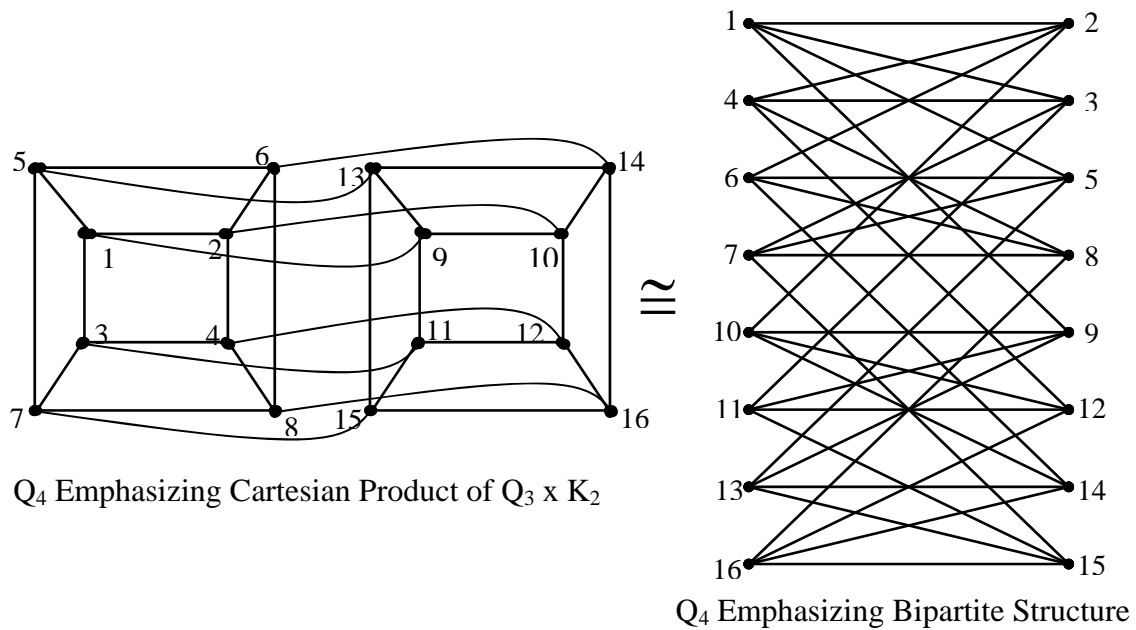 5 6 13 14
1 2 9 10
3 4 11 12
7 8 15 16
Q₄ Emphasizing Cartesian Product of Q₃ x K₂
≅
1 2
4 3
6 5
7 8
10 9
11 12
13 14
16 15
Q₄ Emphasizing Bipartite Structure